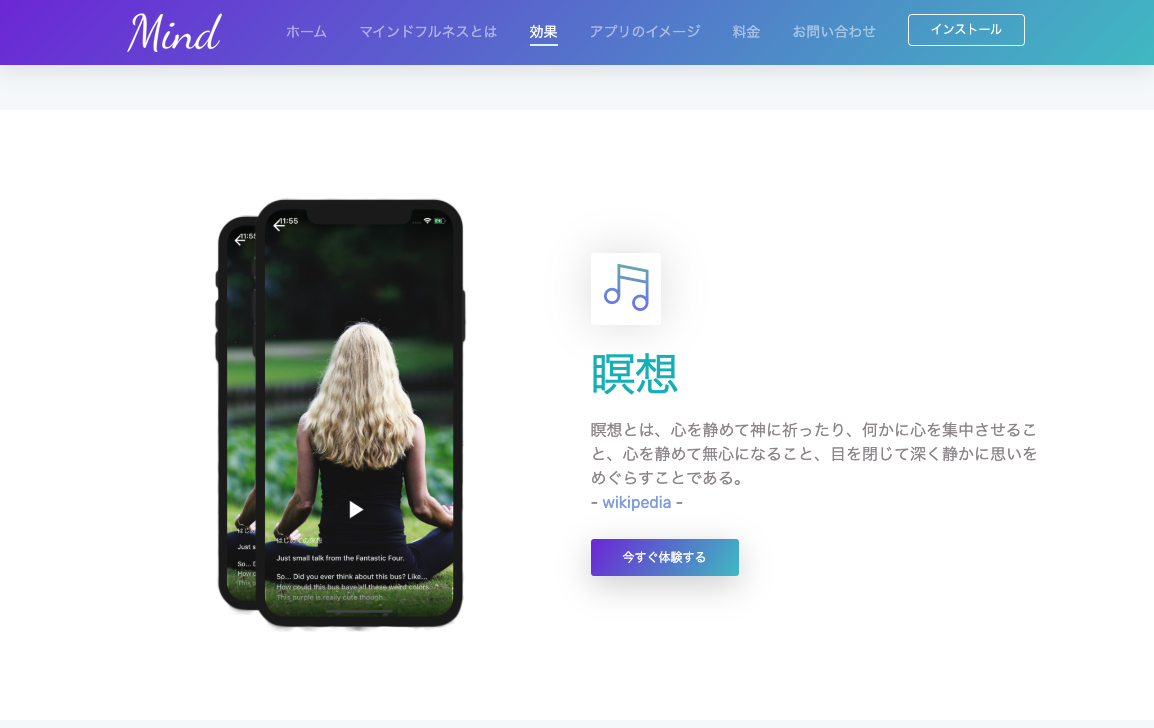 Mind
ホーム
マインドフルネスとは
効果
アプリのイメージ
料金
お問い合わせ
インストール
11:55
11:55
瞑想
瞑想とは、心を静めて神に祈ったり、何かに心を集中させるこ
と、心を静めて無心になること、目を閉じて深く静かに思いを
めぐらすことである。
- wikipedia -
今すぐ体験する
Just small talk from the Fantastic Four.
So... Did you ever think about this bus? Like...
How could this bus have all these weird colors.
This purple is really cute though.